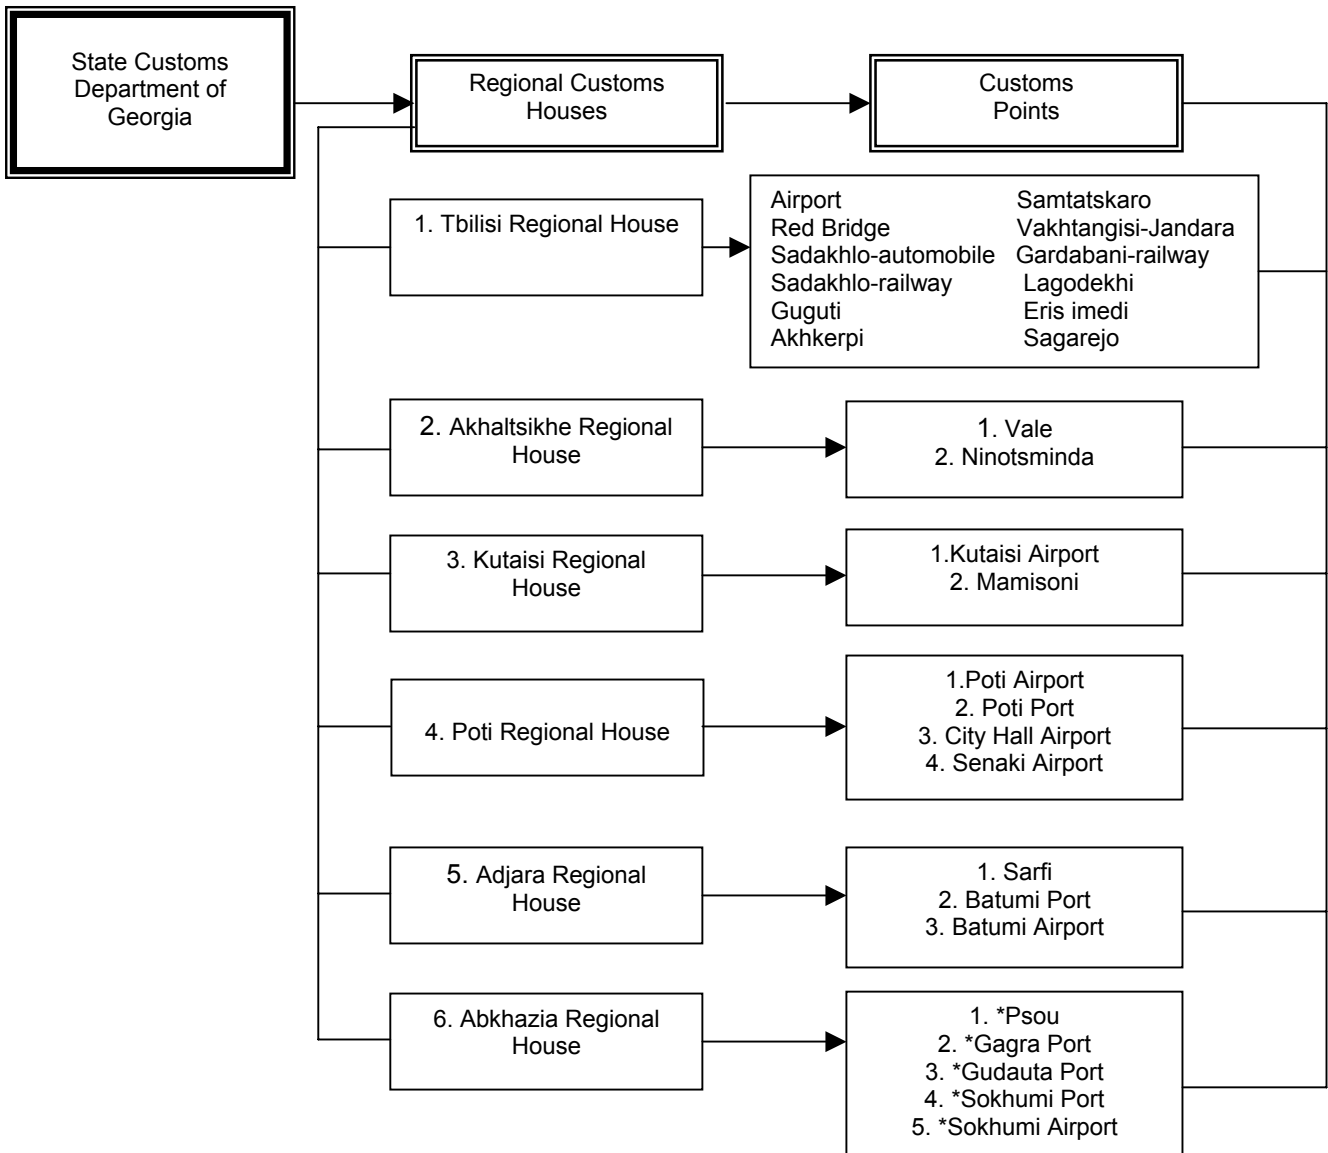 State Customs
Department of
Georgia
Regional Customs
Houses
Customs
Points
1. Tbilisi Regional House
Airport
Red Bridge
Sadakhlo-automobile
Sadakhlo-railway
Guguti
Akhkerpi
Samtatskaro
Vakhtangisi-Jandara
Gardabani-railway
Lagodekhi
Eris imedi
Sagarejo
2. Akhaltsikhe Regional
House
1. Vale
2. Ninotsminda
3. Kutaisi Regional
House
1.Kutaisi Airport
2. Mamisoni
4. Poti Regional House
1.Poti Airport
2. Poti Port
3. City Hall Airport
4. Senaki Airport
5. Adjara Regional
House
1. Sarfi
2. Batumi Port
3. Batumi Airport
6. Abkhazia Regional
House
1. *Psou
2. *Gagra Port
3. *Gudauta Port
4. *Sokhumi Port
5. *Sokhumi Airport